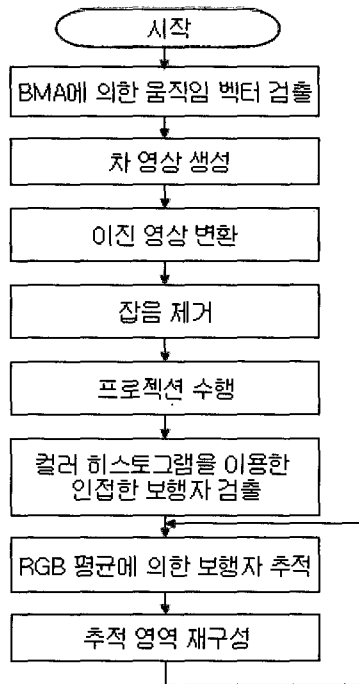 시작
BMA에 의한 움직임 벡터 검출
차 영상 생성
이진 영상 변환
잡음 제거
프로젝션 수행
컬러 히스토그램을 이용한
인접한 보행자 검출
RGB 평균에 의한 보행자 추적
추적 영역 재구성